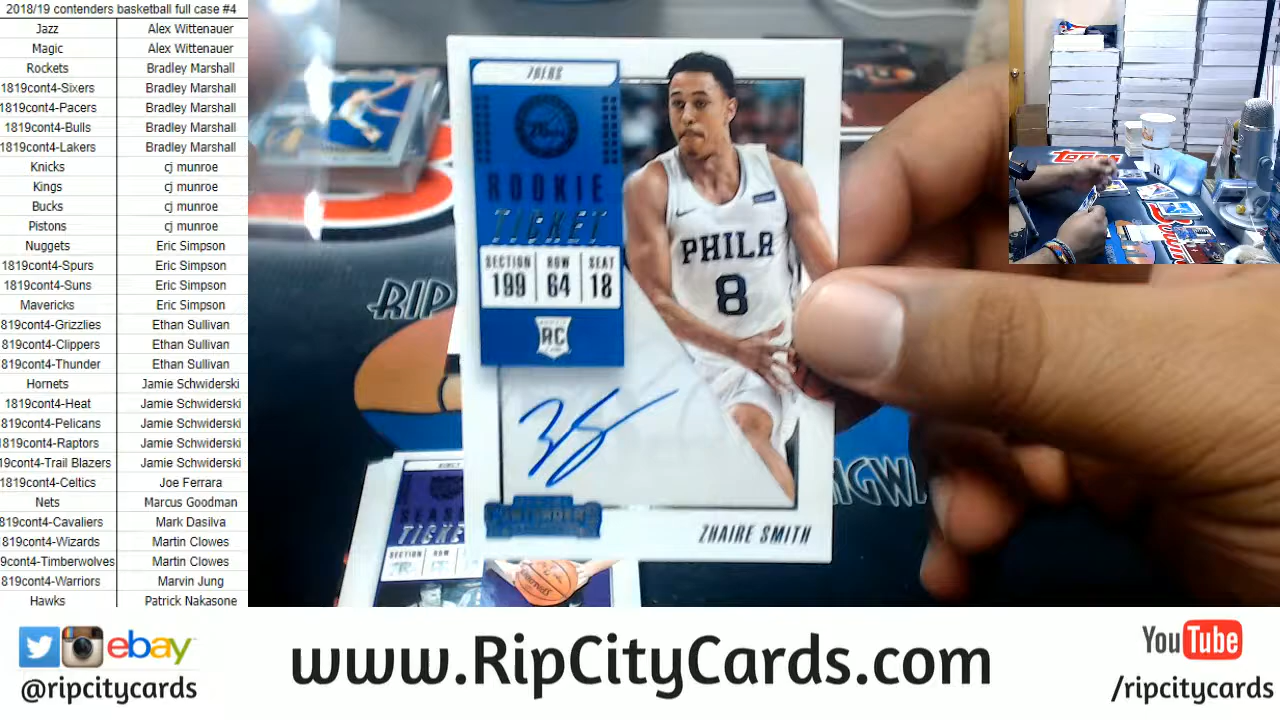 2018/19 contenders basketball full case #4
Jazz Alex Wittenauer
Magic Alex Wittenauer
Rockets Bradley Marshall
1819cont4-Sixers Bradley Marshall
1819cont4-Pacers Bradley Marshall
1819cont4-Bulls Bradley Marshall
1819cont4-Lakers Bradley Marshall
Knicks cj munroe
Kings cj munroe
Bucks cj munroe
Pistons cj munroe
Nuggets Eric Simpson
1819cont4-Spurs Eric Simpson
1819cont4-Suns Eric Simpson
Mavericks Eric Simpson
819cont4-Grizzlies Ethan Sullivan
819cont4-Clippers Ethan Sullivan
819cont4-Thunder Ethan Sullivan
Hornets Jamie Schwiderski
1819cont4-Heat Jamie Schwiderski
819cont4-Pelicans Jamie Schwiderski
819cont4-Raptors Jamie Schwiderski
9cont4-Trail Blazers Jamie Schwiderski
819cont4-Celtics Joe Ferrara
Nets Marcus Goodman
819cont4-Cavaliers Mark Dasilva
819cont4-Wizards Martin Clowes
9cont4-Timberwolves Martin Clowes
819cont4-Warriors Marvin Jung
Hawks Patrick Nakasone
76ERS
ROOKIE
TICKET
SECTION ROW SEAT
199 64 18
RC
PHILA
8
CONTENDERS
ZHAIRE SMITH
RIP
TICKET
SECTION ROW
Topps
ebay
@ripcitycards
www.RipCityCards.com
YouTube
/ripcitycards